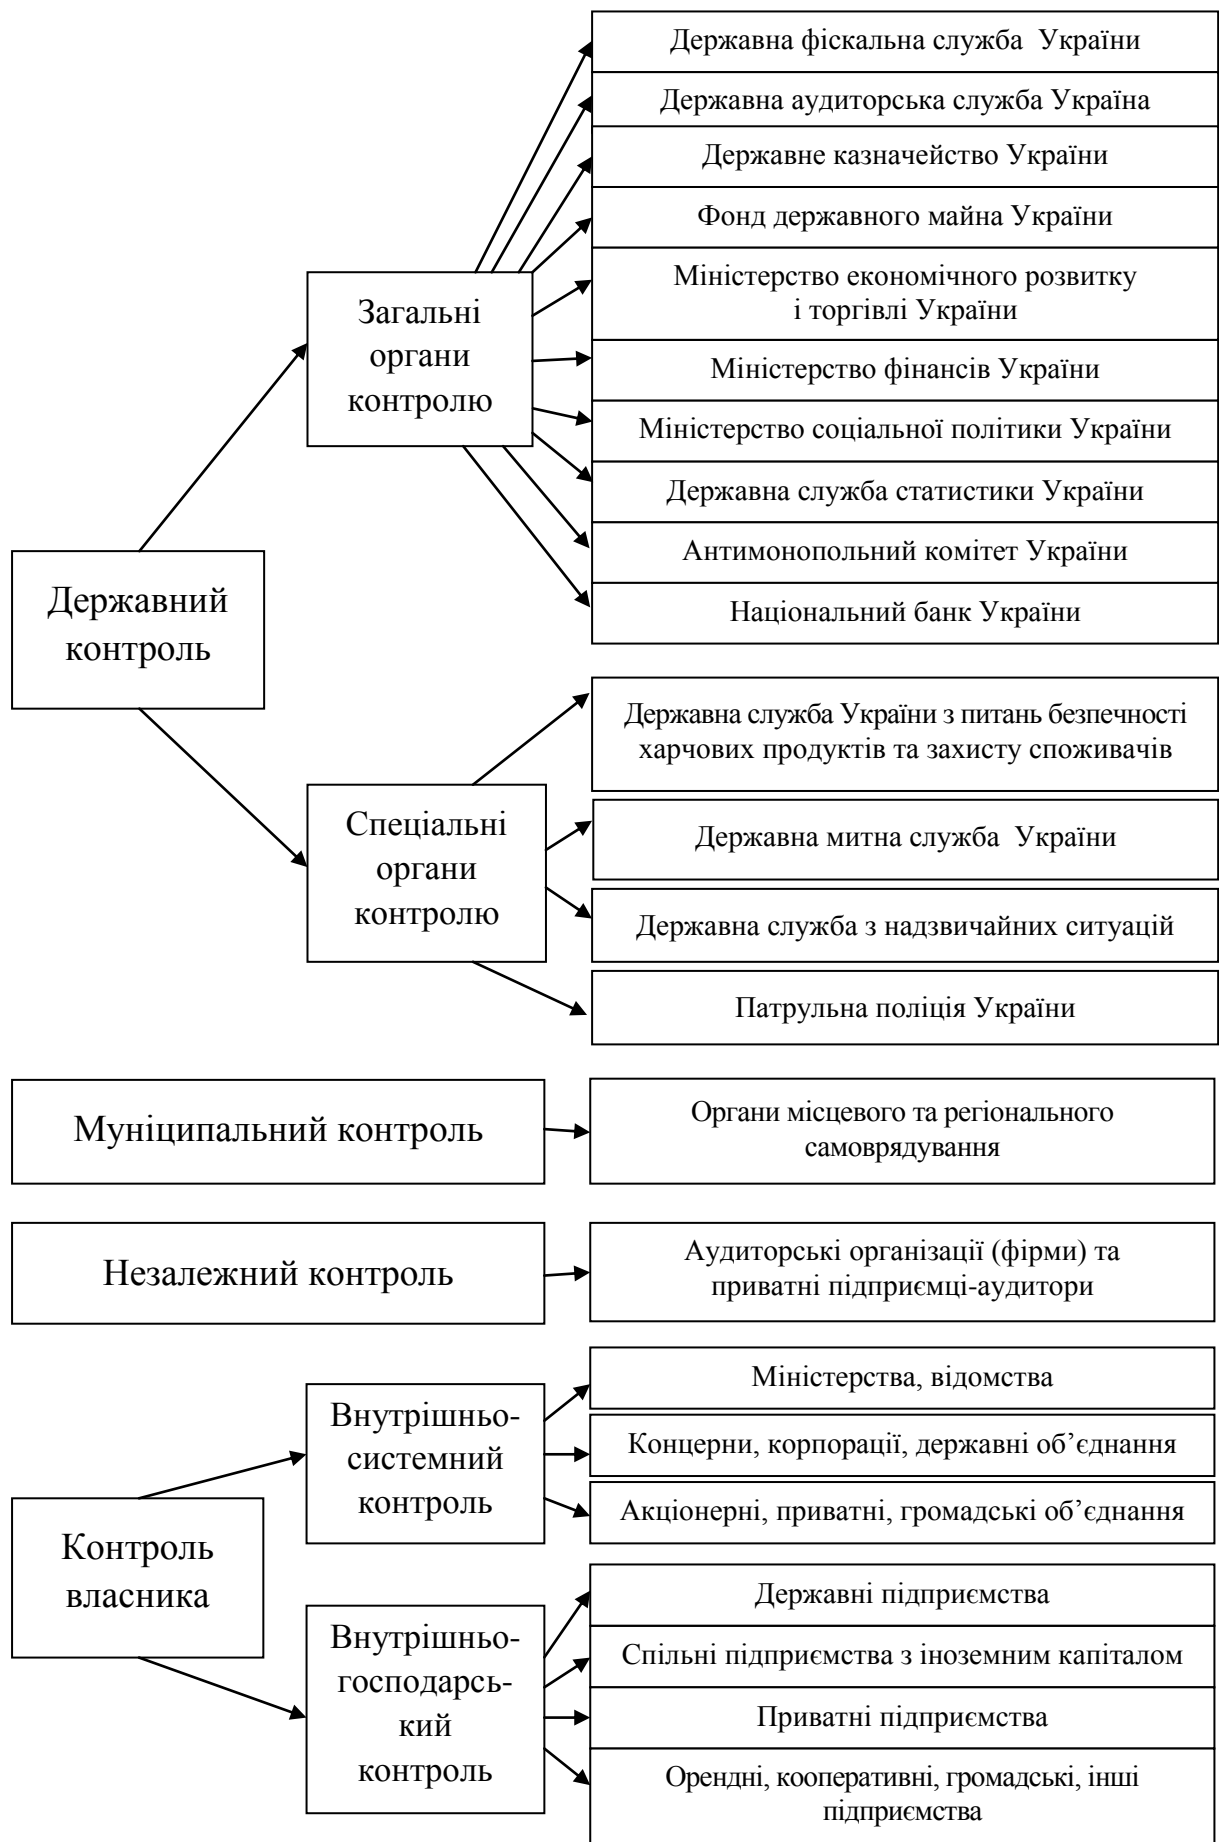 Державний
контроль
Загальні
органи
контролю
Державна фіскальна служба України
Державна аудиторська служба Україна
Державне казначейство України
Фонд державного майна України
Міністерство економічного розвитку
і торгівлі України
Міністерство фінансів України
Міністерство соціальної політики України
Державна служба статистики України
Антимонопольний комітет України
Національний банк України
Спеціальні
органи
контролю
Державна служба України з питань безпечності
харчових продуктів та захисту споживачів
Державна митна служба України
Державна служба з надзвичайних ситуацій
Патрульна поліція України
Муніципальний контроль
Органи місцевого та регіонального
самоврядування
Незалежний контроль
Аудиторські організації (фірми) та
приватні підприємці-аудитори
Контроль
власника
Внутрішньо-
системний
контроль
Міністерства, відомства
Концерни, корпорації, державні об’єднання
Акціонерні, приватні, громадські об’єднання
Внутрішньо-
господарсь-
кий
контроль
Державні підприємства
Спільні підприємства з іноземним капіталом
Приватні підприємства
Орендні, кооперативні, громадські, інші
підприємства